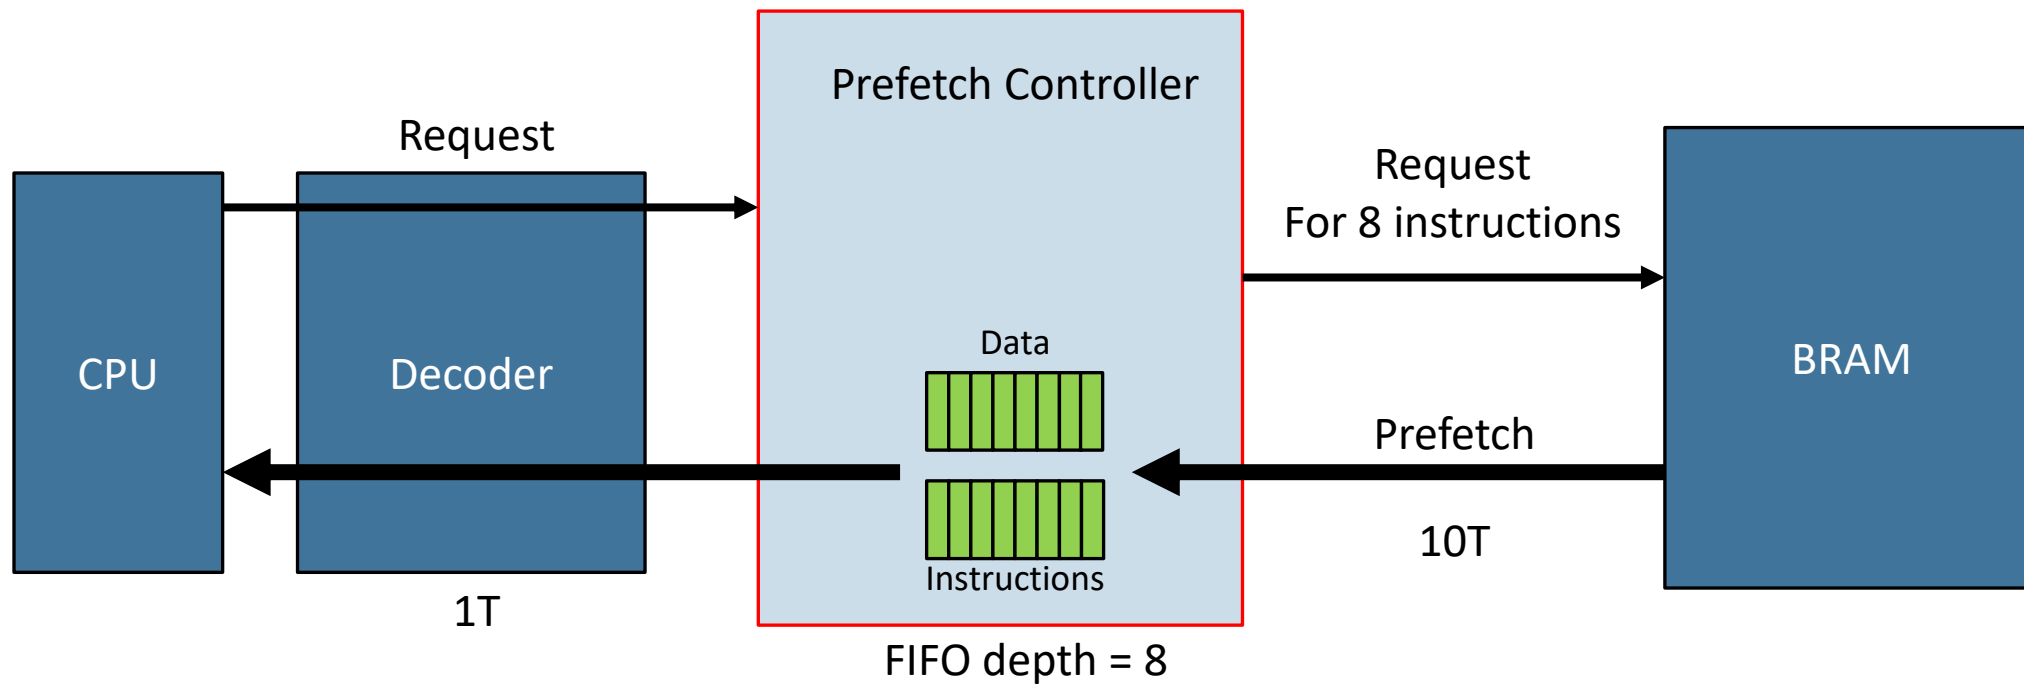 Prefetch Controller
Request
Request
For 8 instructions
CPU
Decoder
Data
BRAM
Prefetch
Instructions
10T
1T
FIFO depth = 8